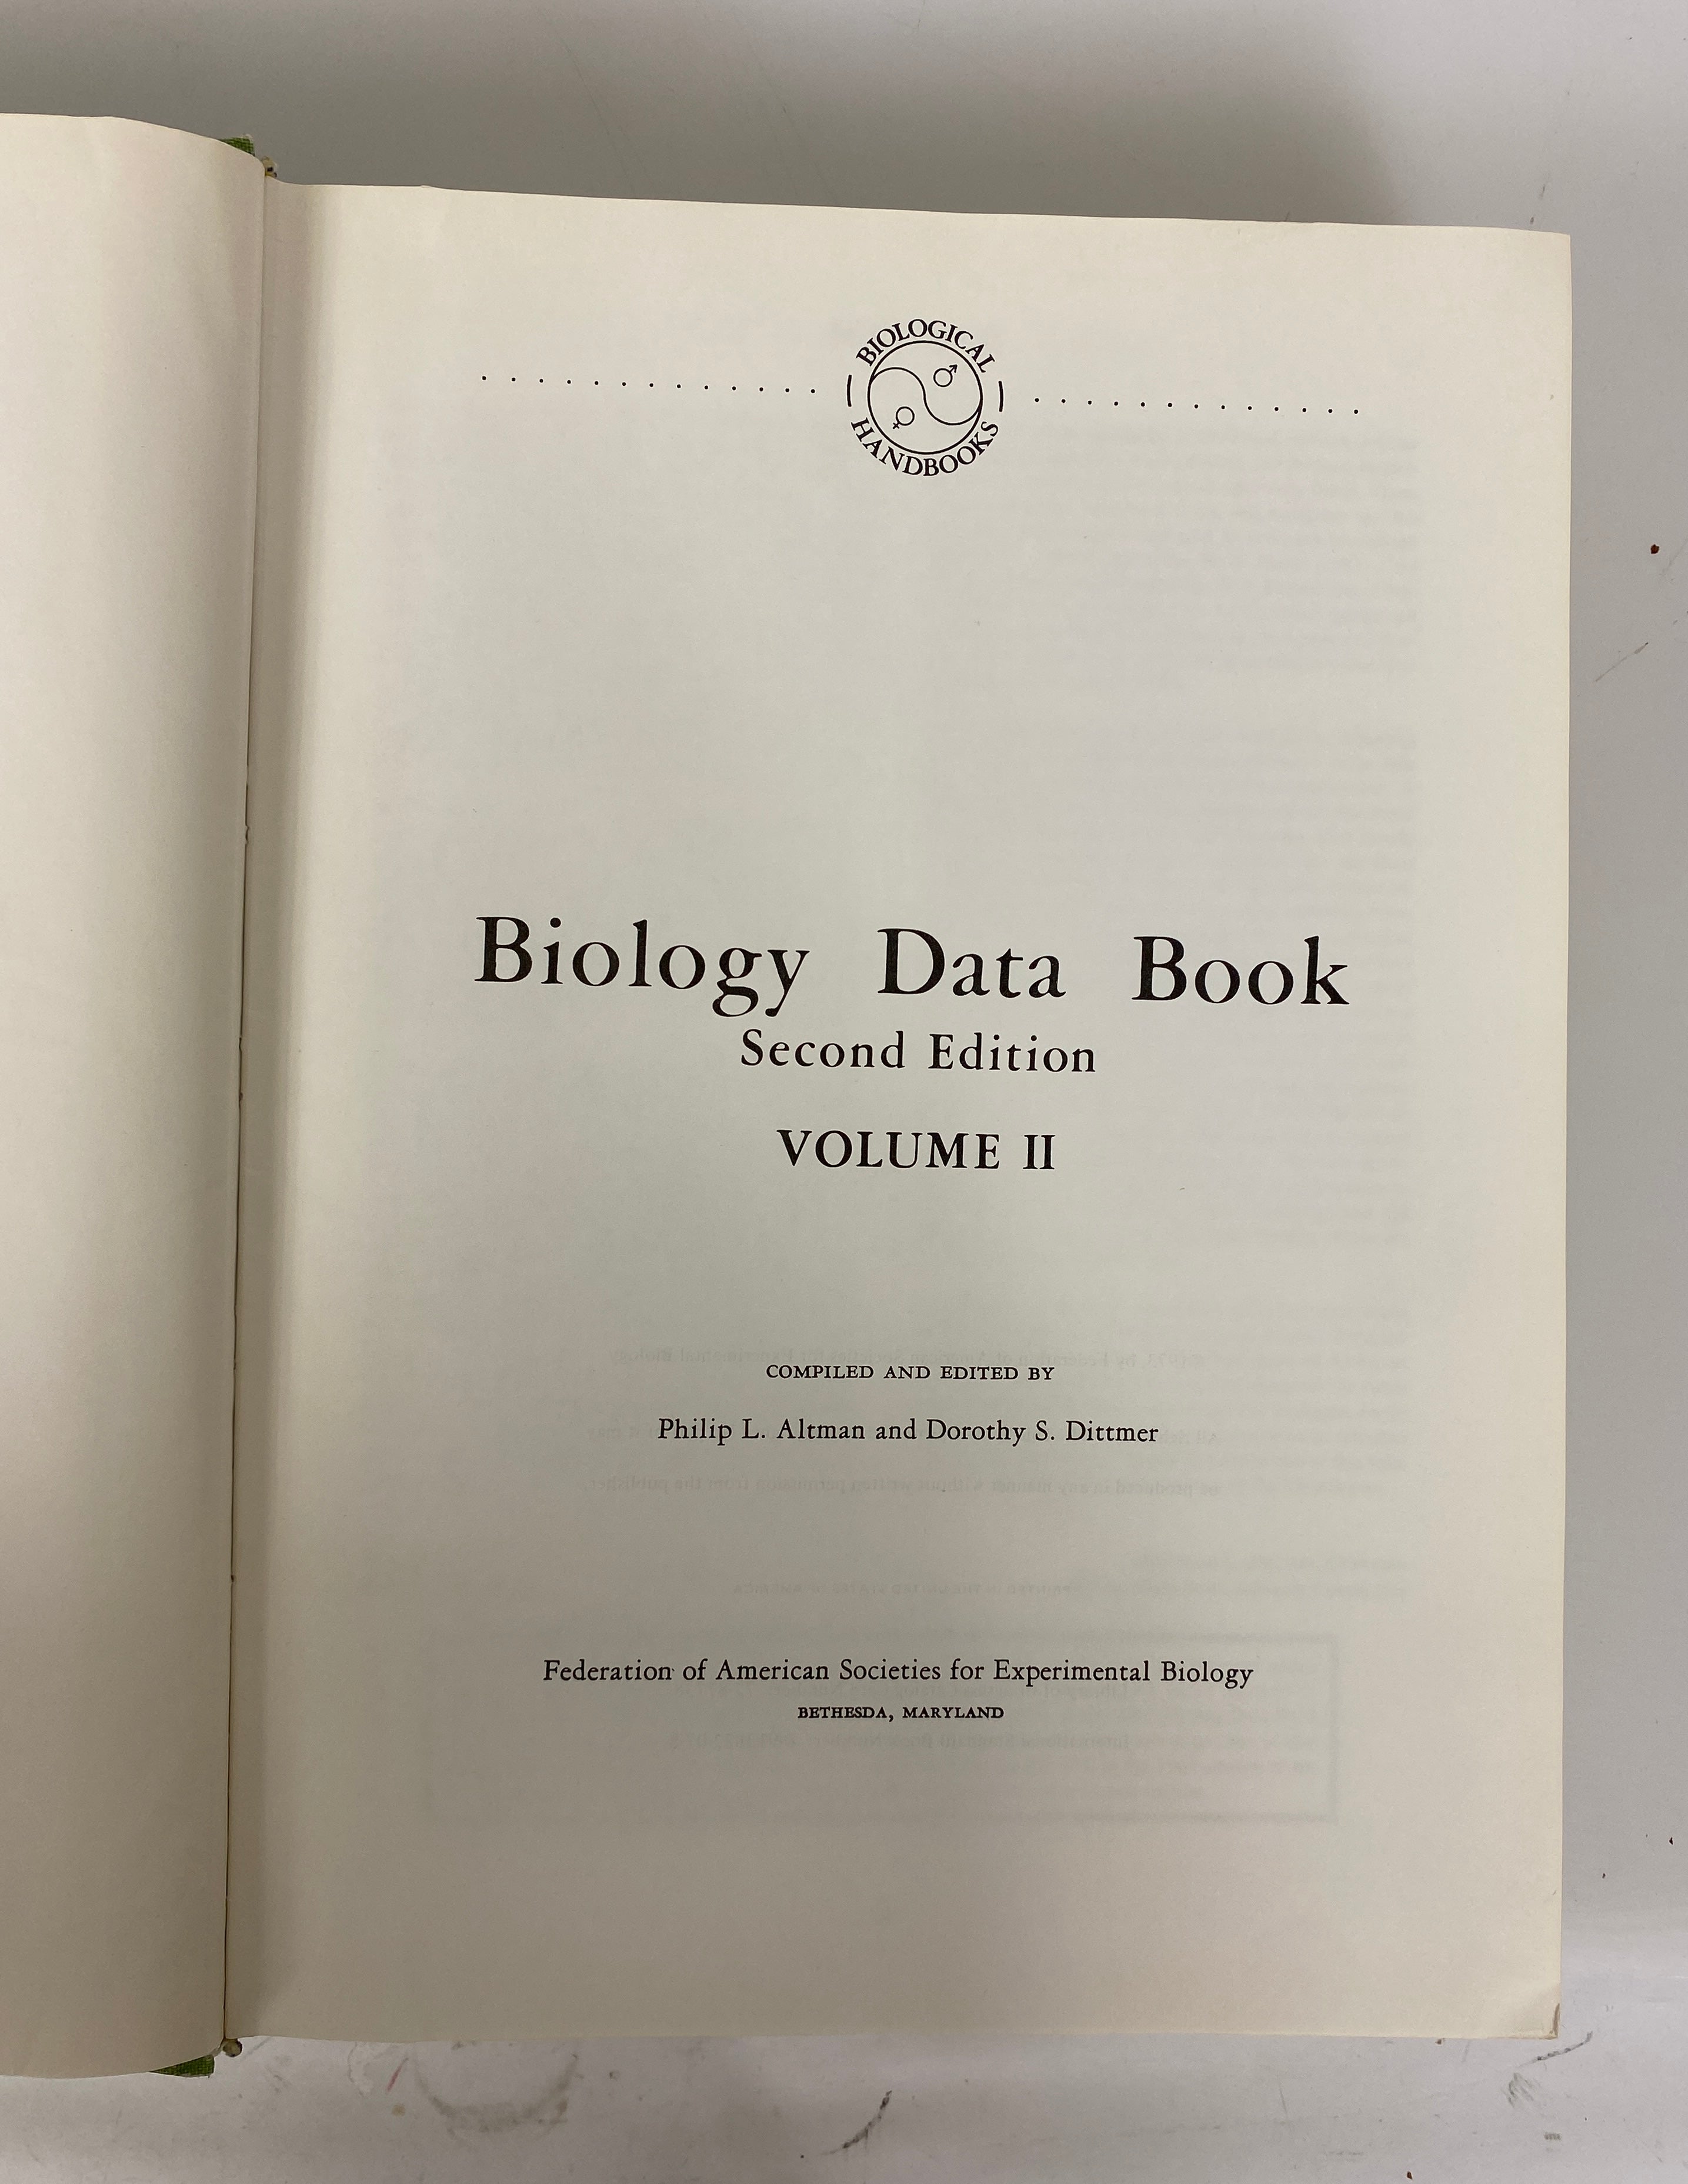 BIOLOGICAL
HANDBOOKS
Biology Data Book
Second Edition
VOLUME II
COMPILED AND EDITED BY
Philip L. Altman and Dorothy S. Dittmer
Federation of American Societies for Experimental Biology
BETHESDA, MARYLAND